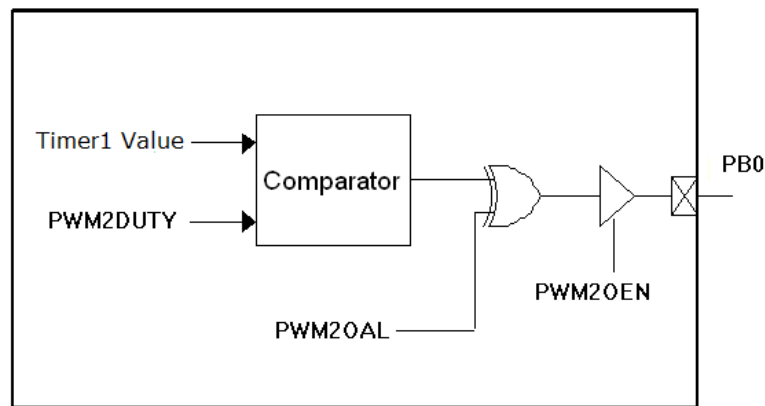 Timer1 Value
PWM2DUTY
Comparator
PB0
PWM2OEN
PWM2OAL